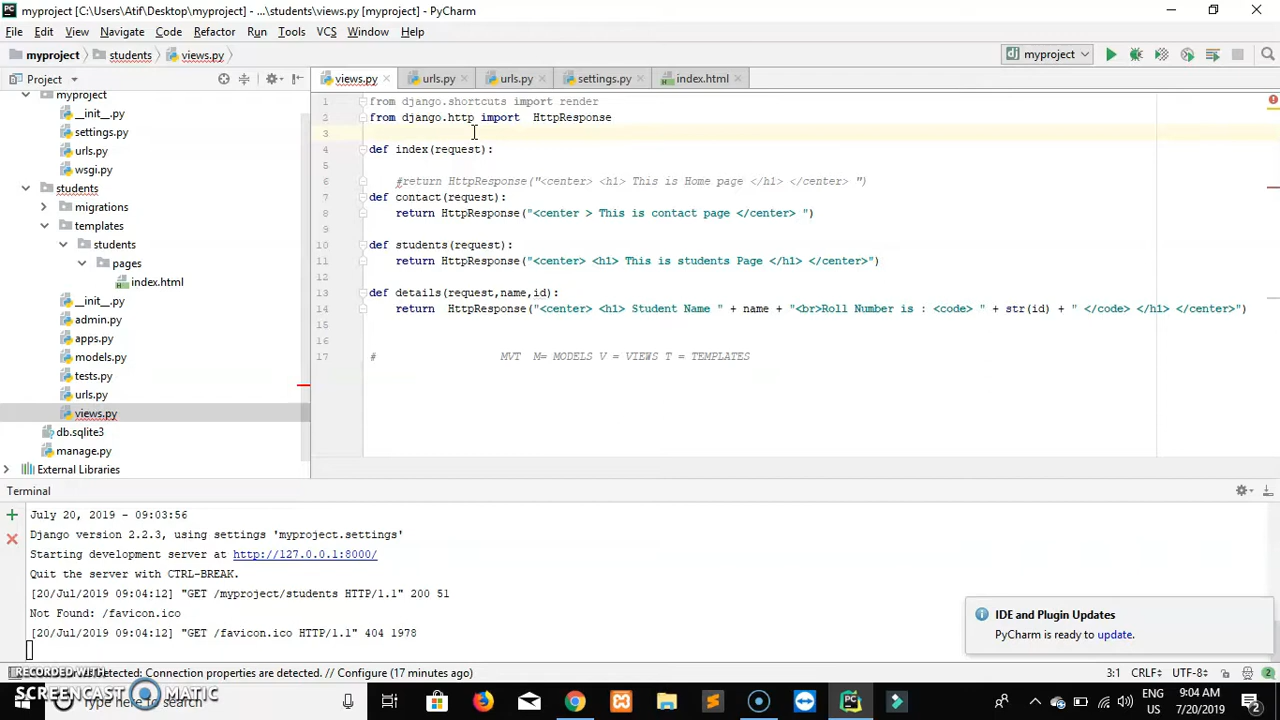 myproject [C:\Users\Atif\Desktop\myproject] - ...\students\views.py [myproject] - PyCharm
File Edit View Navigate Code Refactor Run Tools VCS Window Help
myproject students views.py myproject
Project views.py urls.py urls.py settings.py index.html
myproject
__init__.py
settings.py
urls.py
wsgi.py
students
migrations
templates
students
pages
index.html
__init__.py
admin.py
apps.py
models.py
tests.py
urls.py
views.py
db.sqlite3
manage.py
External Libraries
1 from django.shortcuts import render
2 from django.http import  HttpResponse
3
4 def index(request):
5
6     #return HttpResponse("<center> <h1> This is Home page </h1> </center> ")
7 def contact(request):
8     return HttpResponse("<center > This is contact page </center> ")
9
10 def students(request):
11     return HttpResponse("<center> <h1> This is students Page </h1> </center>")
12
13 def details(request,name,id):
14     return  HttpResponse("<center> <h1> Student Name " + name + "<br>Roll Number is : <code> " + str(id) + " </code> </h1> </center>")
15
16
17 #                   MVT  M= MODELS V = VIEWS T = TEMPLATES
Terminal
July 20, 2019 - 09:03:56
Django version 2.2.3, using settings 'myproject.settings'
Starting development server at http://127.0.0.1:8000/
Quit the server with CTRL-BREAK.
[20/Jul/2019 09:04:12] "GET /myproject/students HTTP/1.1" 200 51
Not Found: /favicon.ico
[20/Jul/2019 09:04:12] "GET /favicon.ico HTTP/1.1" 404 1978
IDE and Plugin Updates
PyCharm is ready to update.
Detected: Connection properties are detected. // Configure (17 minutes ago) 3:1 CRLF UTF-8 2
RECORDED WITH
SCREENCAST MATIC
Type here to search
ENG
US
9:04 AM
7/20/2019
2